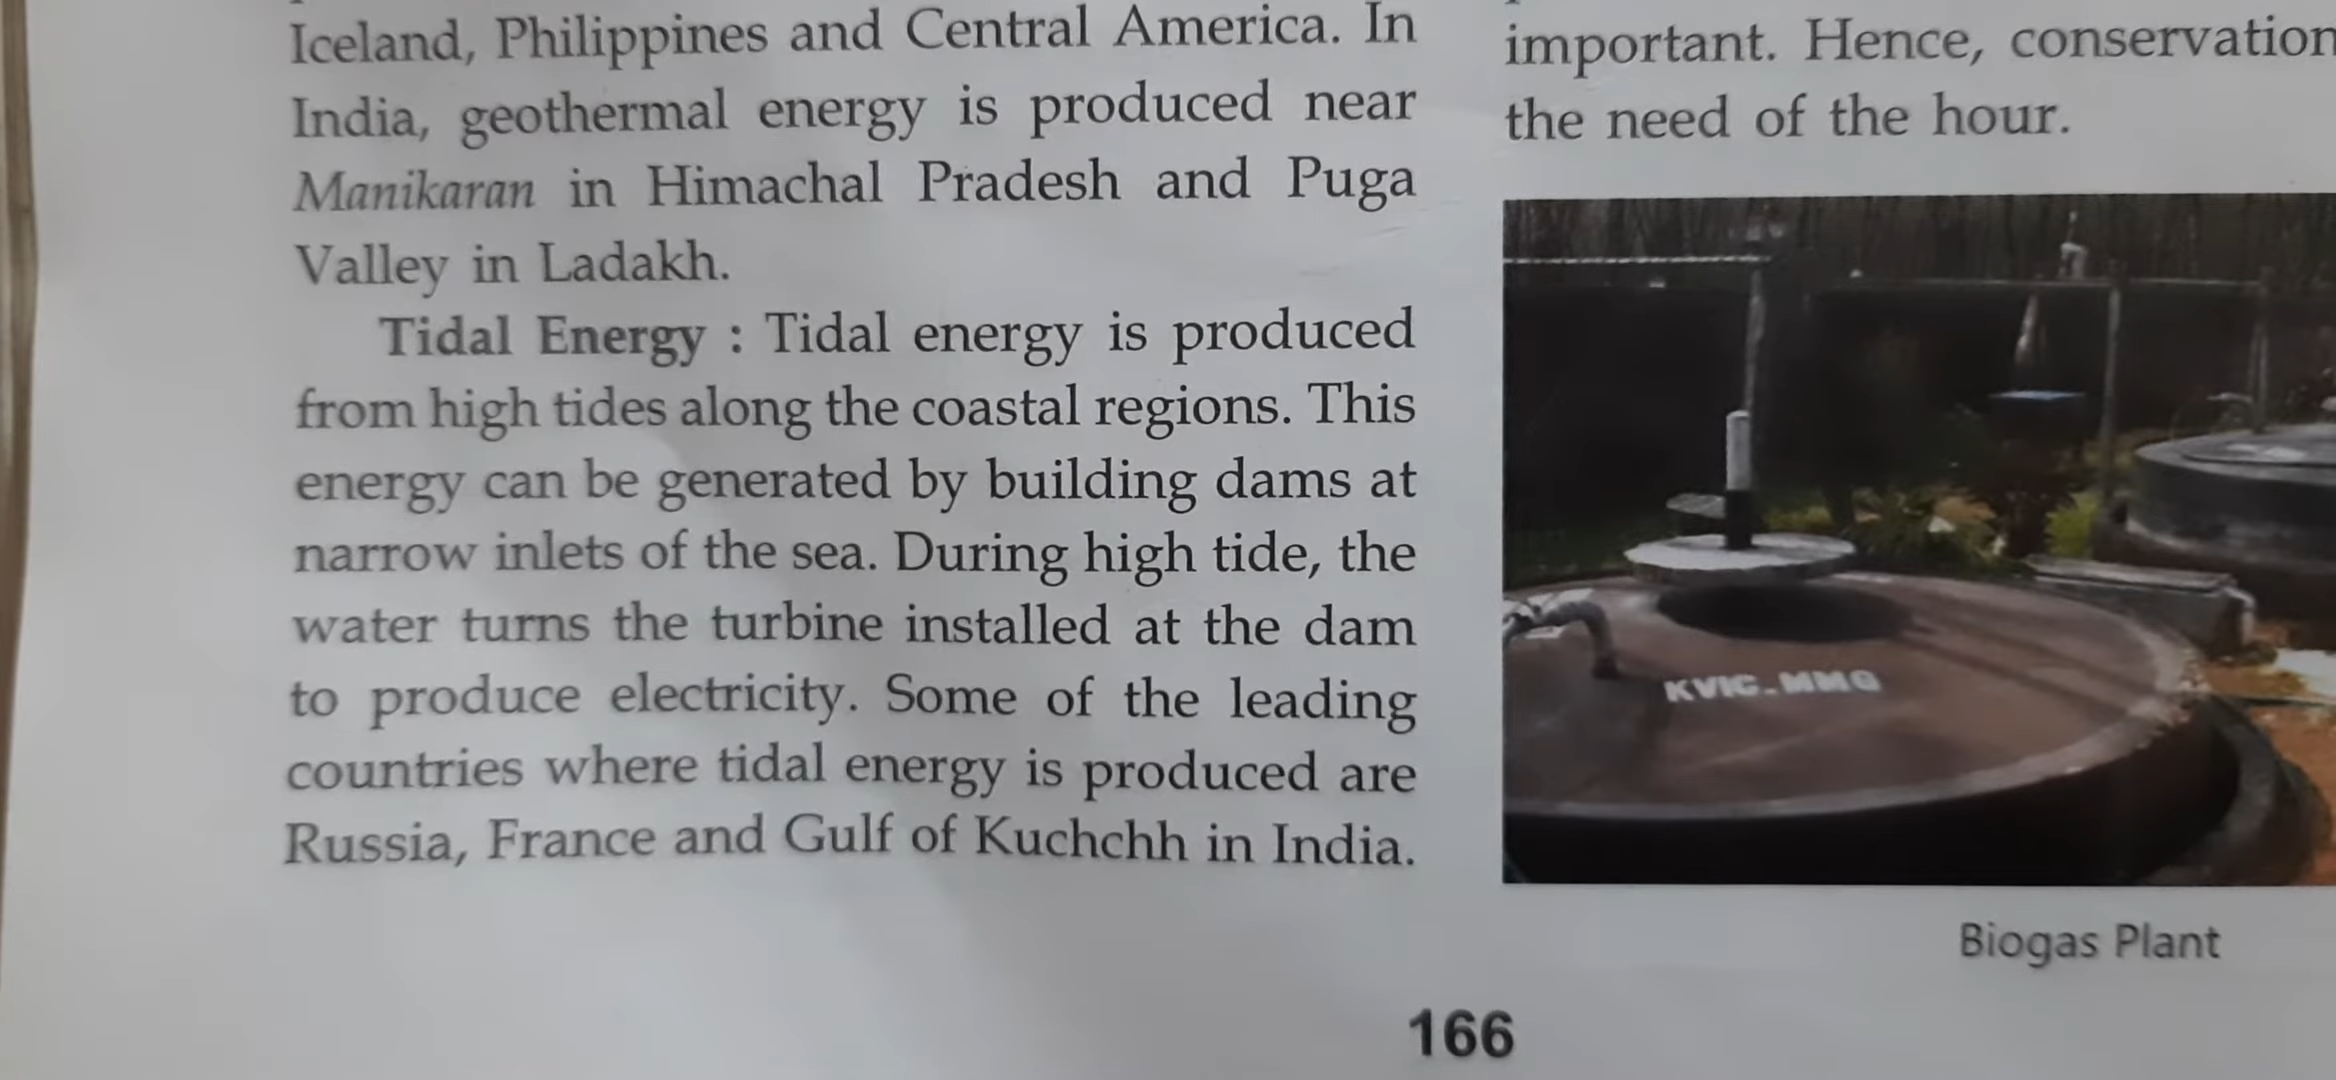 Iceland, Philippines and Central America. In
India, geothermal energy is produced near
Manikaran in Himachal Pradesh and Puga
Valley in Ladakh.
Tidal Energy : Tidal energy is produced
from high tides along the coastal regions. This
energy can be generated by building dams at
narrow inlets of the sea. During high tide, the
water turns the turbine installed at the dam
to produce electricity. Some of the leading
countries where tidal energy is produced are
Russia, France and Gulf of Kuchchh in India.
important. Hence, conservation
the need of the hour.
KVIC-MMG
Biogas Plant
166